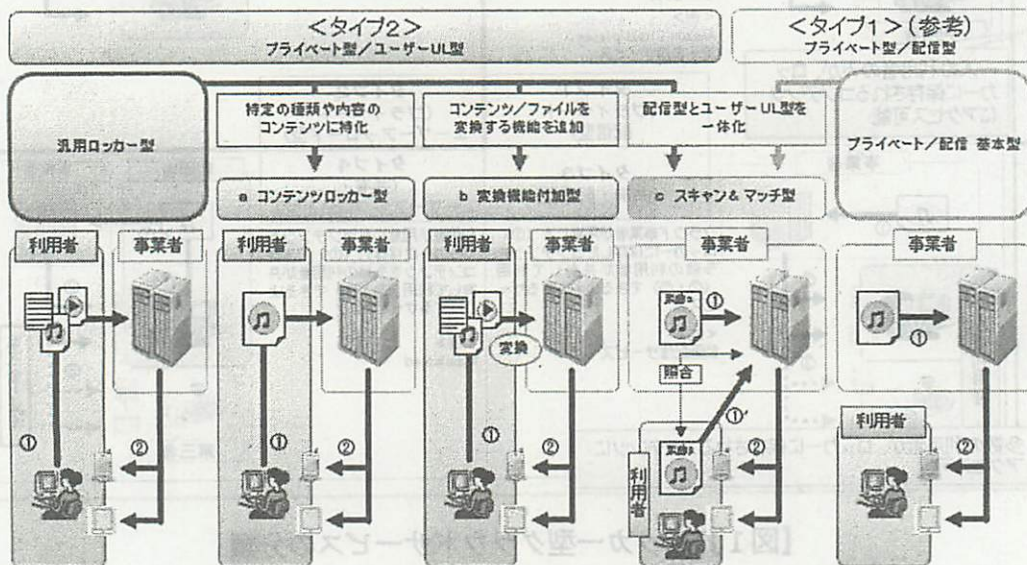 <タイプ2>
プライベート型/ユーザーUL型
<タイプ1>(参考)
プライベート型/配信型
汎用ロッカー型
特定の種類や内容の
コンテンツに特化
コンテンツ/ファイルを
変換する機能を追加
配信型とユーザーUL型を
一体化
プライベート/配信 基本型
a コンテンツロッカー型
b 変換機能付加型
c スキャン&マッチ型
利用者
事業者
利用者
事業者
利用者
事業者
事業者
事業者
①
②
①
②
変換
①
②
①
照合
①'
②
利用者
①
利用者
②